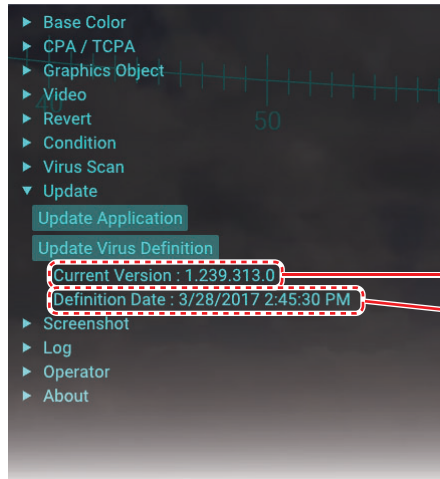 Base Color
CPA / TCPA
Graphics Object
Video
40
Revert
50
Condition
Virus Scan
Update
Update Application
Update Virus Definition
Current Version : 1.239.313.0
Definition Date : 3/28/2017 2:45:30 PM
Screenshot
Log
Operator
About